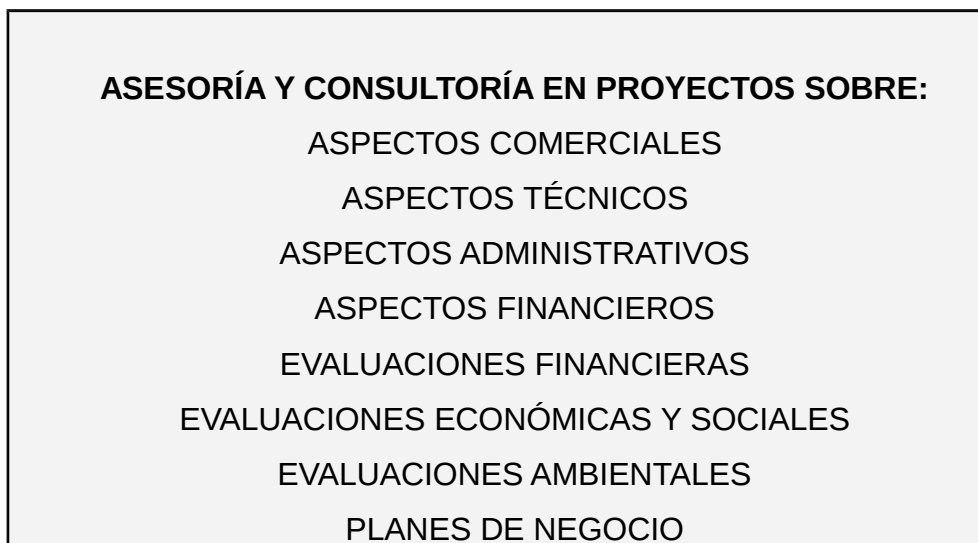 ASESORÍA Y CONSULTORÍA EN PROYECTOS SOBRE:
ASPECTOS COMERCIALES
ASPECTOS TÉCNICOS
ASPECTOS ADMINISTRATIVOS
ASPECTOS FINANCIEROS
EVALUACIONES FINANCIERAS
EVALUACIONES ECONÓMICAS Y SOCIALES
EVALUACIONES AMBIENTALES
PLANES DE NEGOCIO